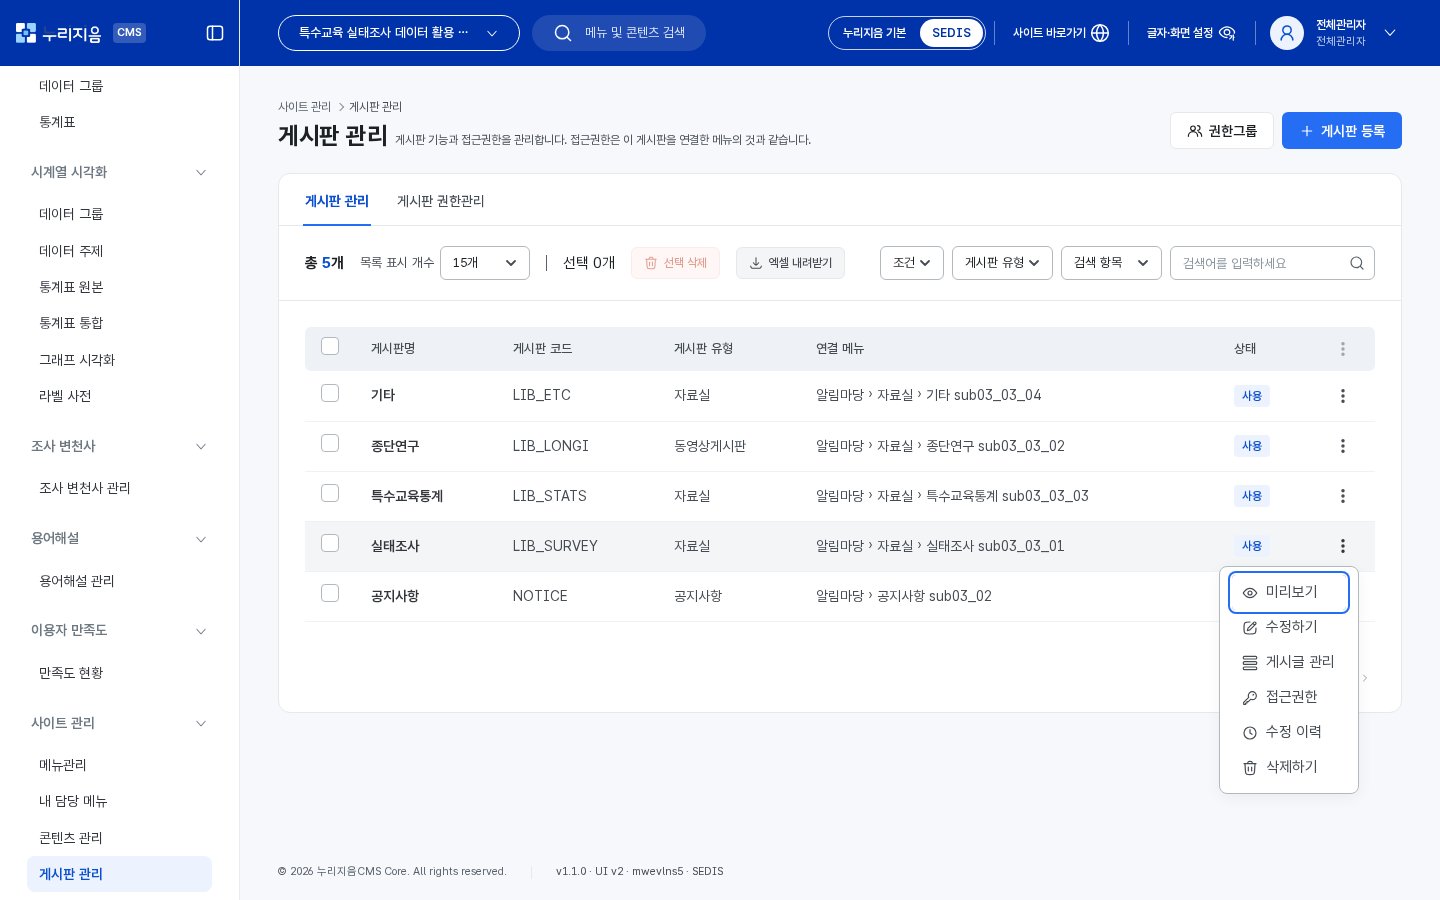 누리지음 CMS
특수교육 실태조사 데이터 활용 ···
메뉴 및 콘텐츠 검색
누리지음 기본 SEDIS
사이트 바로가기
글자·화면 설정
전체관리자
전체관리자
데이터 그룹
통계표
시계열 시각화
데이터 그룹
데이터 주제
통계표 원본
통계표 통합
그래프 시각화
라벨 사전
조사 변천사
조사 변천사 관리
용어해설
용어해설 관리
이용자 만족도
만족도 현황
사이트 관리
메뉴관리
내 담당 메뉴
콘텐츠 관리
게시판 관리
사이트 관리 > 게시판 관리
게시판 관리 게시판 기능과 접근권한을 관리합니다. 접근권한은 이 게시판을 연결한 메뉴의 것과 같습니다.
권한그룹
+ 게시판 등록
게시판 관리 게시판 권한관리
총 5개 목록 표시 개수 15개 선택 0개 선택 삭제 엑셀 내려받기 조건 게시판 유형 검색 항목 검색어를 입력하세요
게시판명 게시판 코드 게시판 유형 연결 메뉴 상태
기타 LIB_ETC 자료실 알림마당 › 자료실 › 기타 sub03_03_04 사용
종단연구 LIB_LONGI 동영상게시판 알림마당 › 자료실 › 종단연구 sub03_03_02 사용
특수교육통계 LIB_STATS 자료실 알림마당 › 자료실 › 특수교육통계 sub03_03_03 사용
실태조사 LIB_SURVEY 자료실 알림마당 › 자료실 › 실태조사 sub03_03_01 사용
공지사항 NOTICE 공지사항 알림마당 › 공지사항 sub03_02
미리보기
수정하기
게시글 관리
접근권한
수정 이력
삭제하기
© 2026 누리지음CMS Core. All rights reserved.
v1.1.0 · UI v2 · mwevlns5 · SEDIS